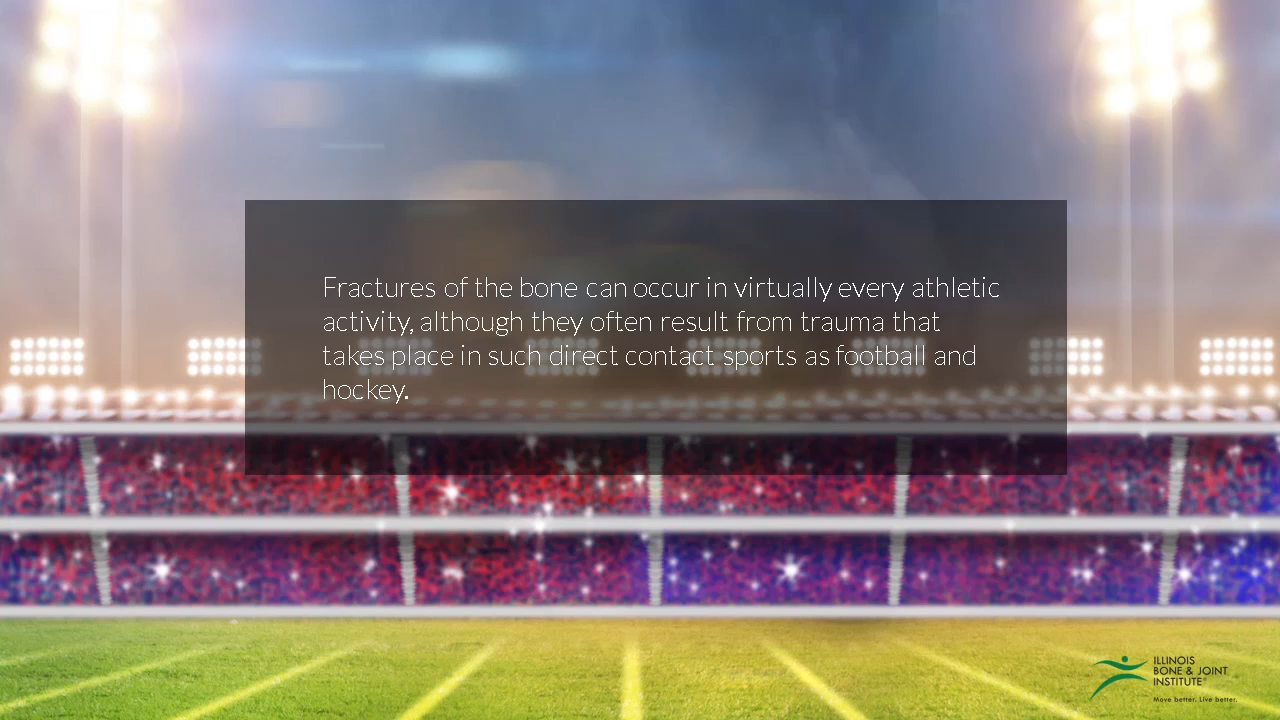 Fractures of the bone can occur in virtually every athletic
activity, although they often result from trauma that
takes place in such direct contact sports as football and
hockey.
ILLINOIS
BONE & JOINT
INSTITUTE®
Move better. Live better.